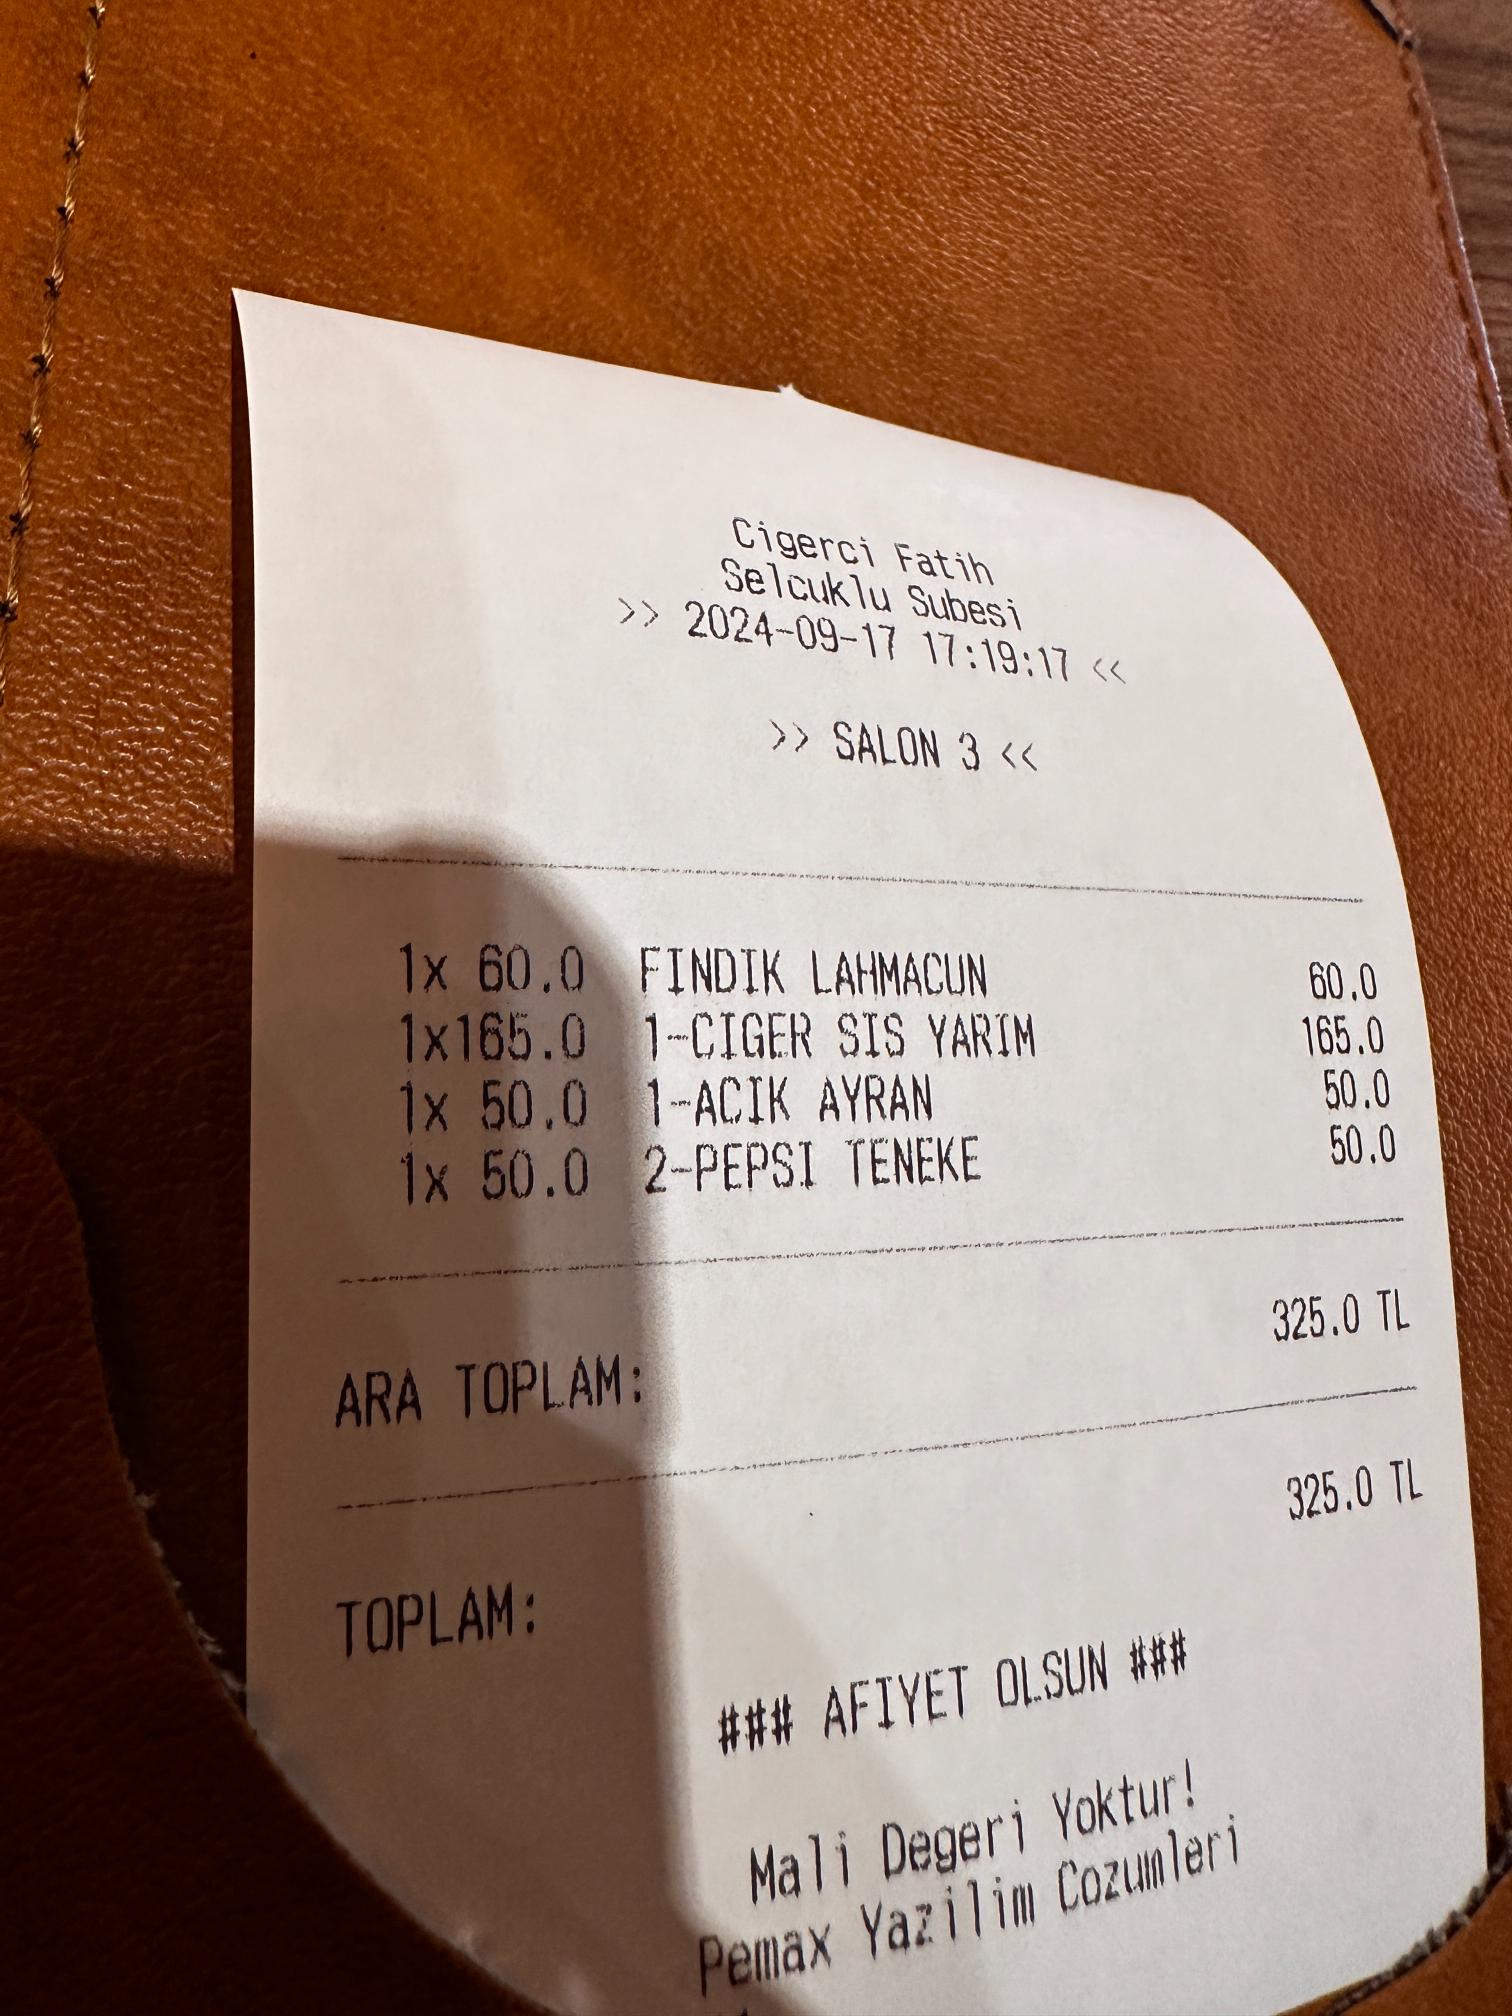 Cigerci Fatih
Selcuklu Subesi
>> 2024-09-17 17:19:17 <<
>> SALON 3 <<
1x 60.0 FINDIK LAHMACUN 60.0
1x165.0 1-CIGER SIS YARIM 165.0
1x 50.0 1-ACIK AYRAN 50.0
1x 50.0 2-PEPSI TENEKE 50.0
ARA TOPLAM: 325.0 TL
TOPLAM: 325.0 TL
### AFIYET OLSUN ###
Mali Degeri Yoktur!
Pemax Yazilim Cozumleri